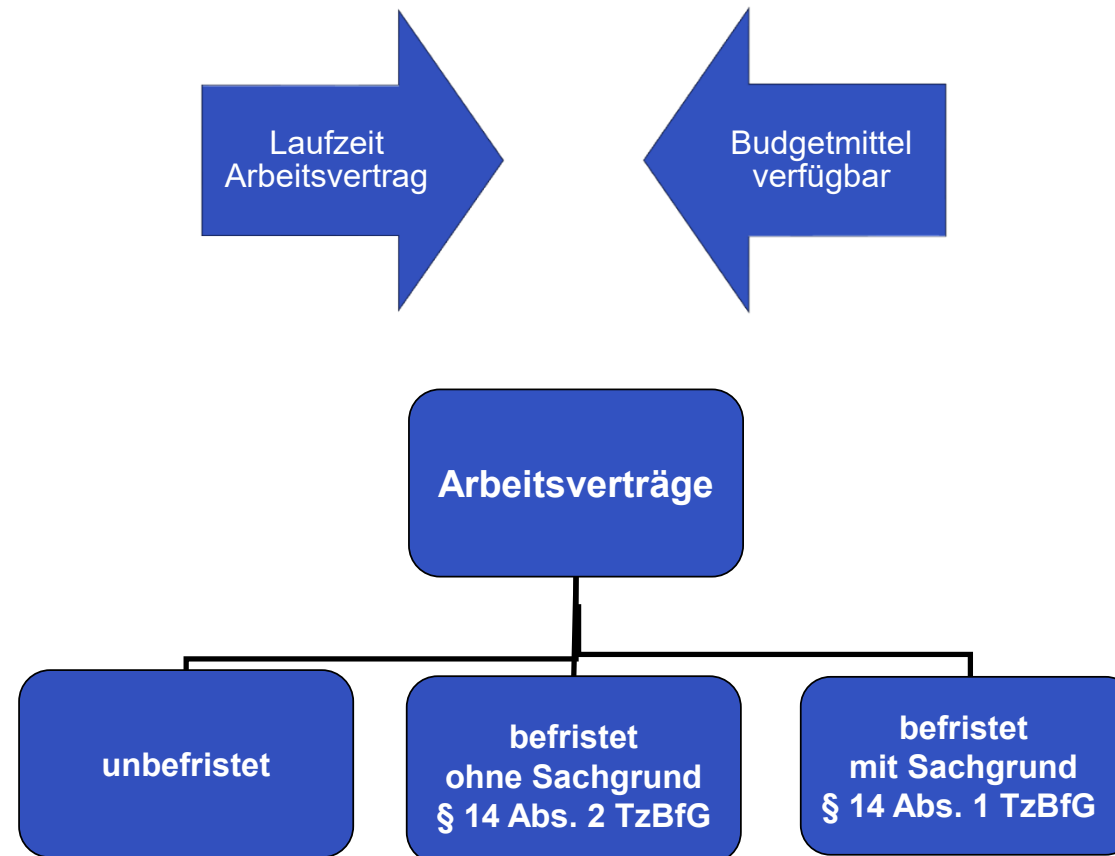 Laufzeit
Arbeitsvertrag
Budgetmittel
verfügbar
Arbeitsverträge
unbefristet
befristet
ohne Sachgrund
§ 14 Abs. 2 TzBfG
befristet
mit Sachgrund
§ 14 Abs. 1 TzBfG